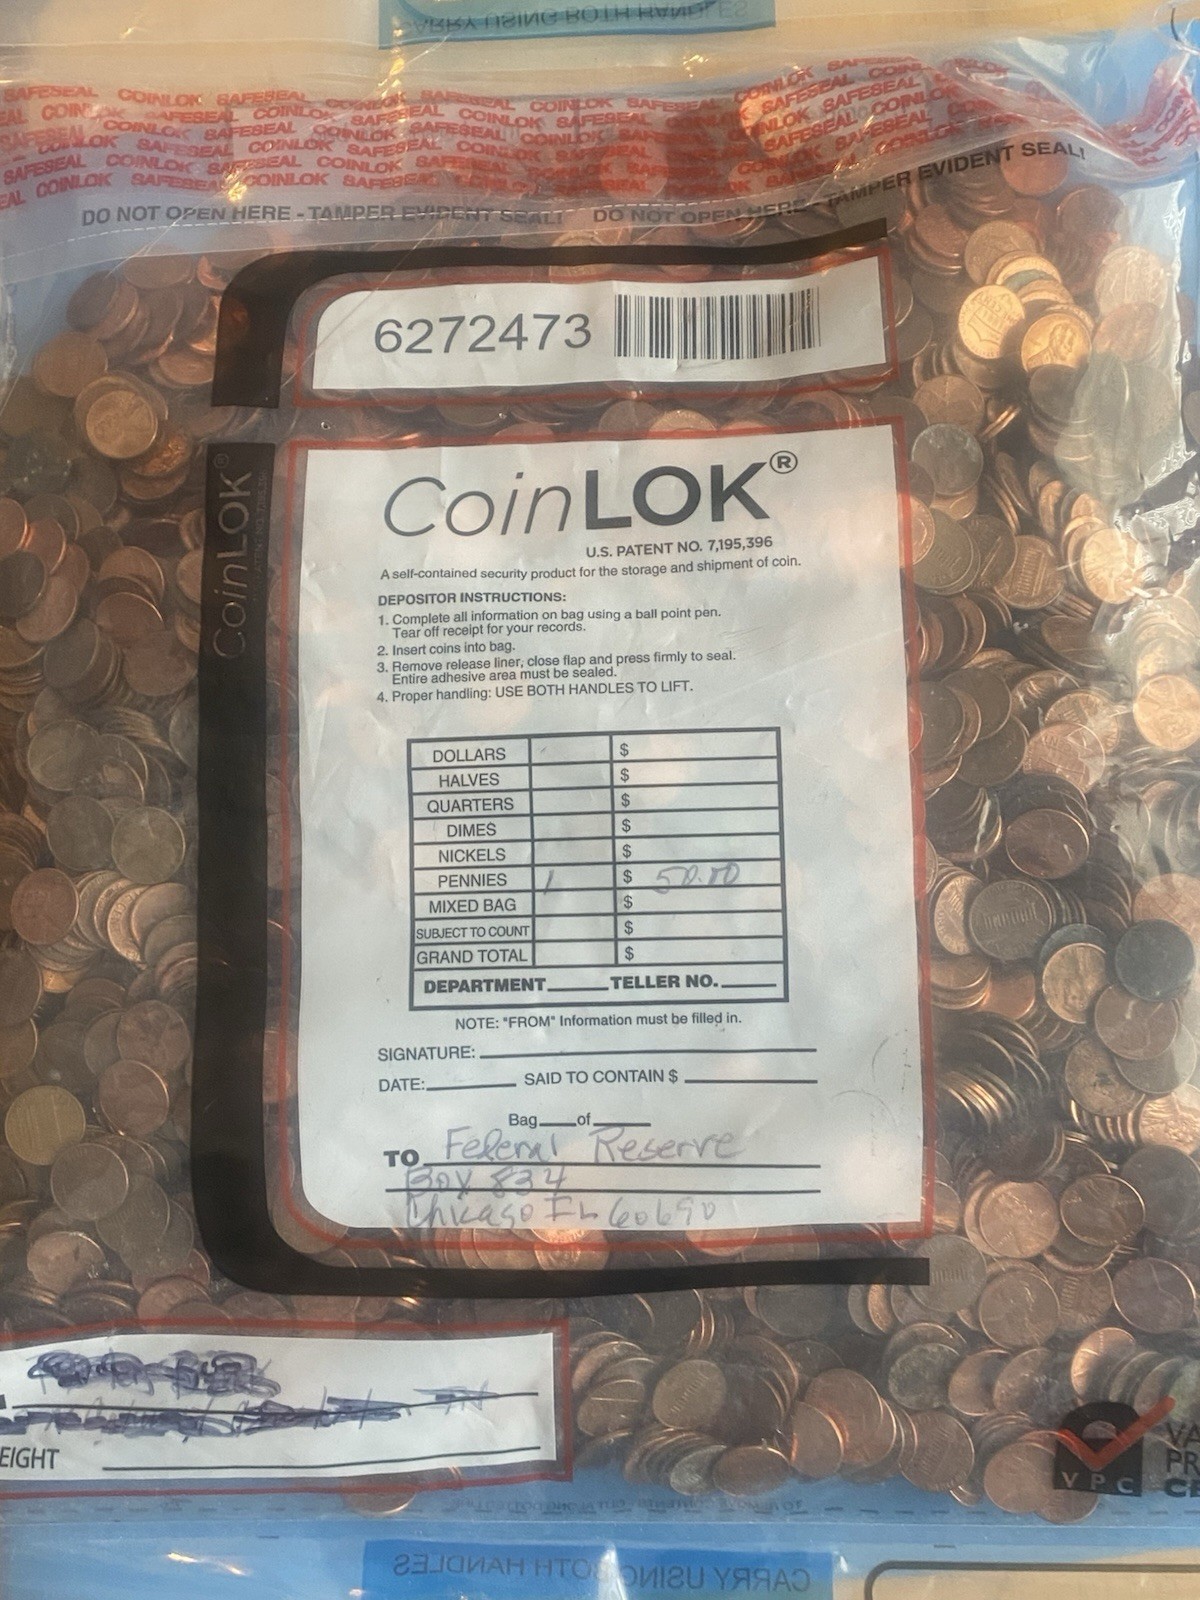 CARRY USING BOTH HANDLES
SAFESEAL COINLOK SAFESEAL COINLOK SAFESEAL COINLOK SAFESEAL COINLOK
DO NOT OPEN HERE - TAMPER EVIDENT SEAL! DO NOT OPEN HERE - TAMPER EVIDENT SEAL!
6272473
CoinLOK®
CoinLOK®
U.S. PATENT NO. 7,195,396
A self-contained security product for the storage and shipment of coin.
DEPOSITOR INSTRUCTIONS:
1. Complete all information on bag using a ball point pen.
Tear off receipt for your records.
2. Insert coins into bag.
3. Remove release liner, close flap and press firmly to seal.
Entire adhesive area must be sealed.
4. Proper handling: USE BOTH HANDLES TO LIFT.
DOLLARS $
HALVES $
QUARTERS $
DIMES $
NICKELS $
PENNIES 1 $ 50.00
MIXED BAG $
SUBJECT TO COUNT $
GRAND TOTAL $
DEPARTMENT TELLER NO.
NOTE: "FROM" Information must be filled in.
SIGNATURE:
DATE: SAID TO CONTAIN $
Bag of
TO Federal Reserve
Box 834
Chicago IL 60690
EIGHT
VPC
VA
PR
CE
CARRY USING BOTH HANDLES